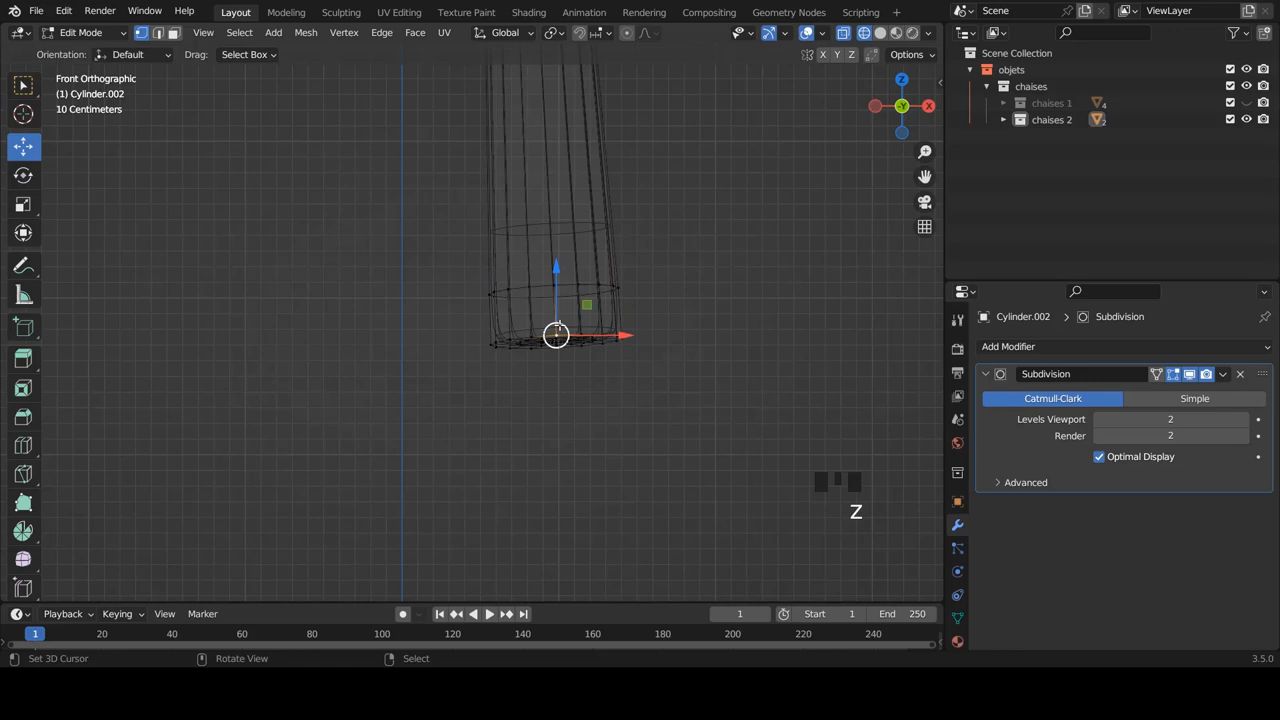 File Edit Render Window Help Layout Modeling Sculpting UV Editing Texture Paint Shading Animation Rendering Compositing Geometry Nodes Scripting + Scene ViewLayer
Edit Mode View Select Add Mesh Vertex Edge Face UV Global
Orientation: Default Drag: Select Box X Y Z Options
Front Orthographic
(1) Cylinder.002
10 Centimeters
Z
X
-Y
Z
Scene Collection
objets
chaises
chaises 1 4
chaises 2 2
Cylinder.002 > Subdivision
Add Modifier
Subdivision
Catmull-Clark Simple
Levels Viewport 2
Render 2
Optimal Display
Advanced
Playback Keying View Marker 1 Start 1 End 250
1 20 40 60 80 100 120 140 160 180 200 220 240
Set 3D Cursor Rotate View Select 3.5.0